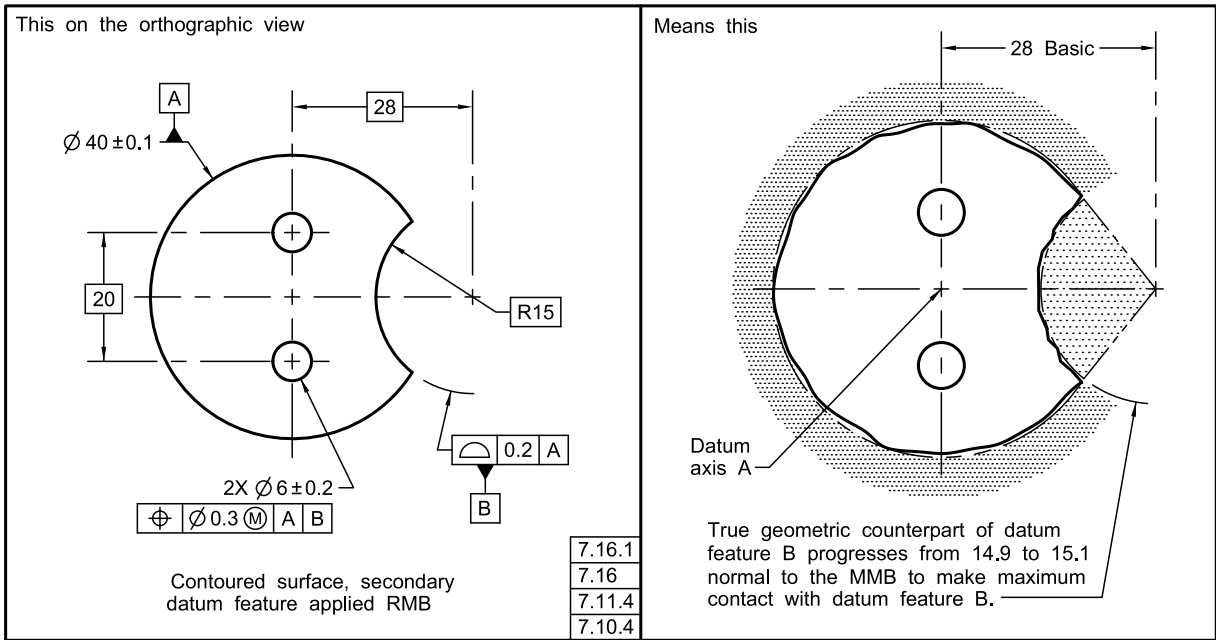 This on the orthographic view
A
Ø 40 ±0.1
28
20
R15
⌓ 0.2 A
B
2X Ø 6 ±0.2
⌖ Ø 0.3 Ⓜ A B
Contoured surface, secondary
datum feature applied RMB
7.16.1
7.16
7.11.4
7.10.4
Means this
28 Basic
Datum
axis A
True geometric counterpart of datum
feature B progresses from 14.9 to 15.1
normal to the MMB to make maximum
contact with datum feature B.